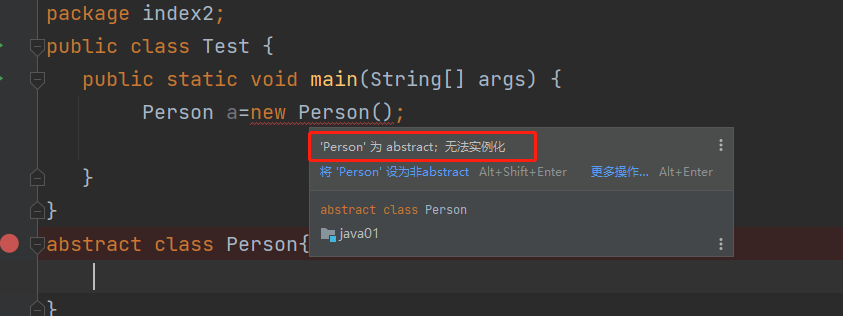 package index2;
public class Test {
public static void main(String[] args) {
Person a=new Person();
'Person' 为 abstract；无法实例化
将 'Person' 设为非abstract Alt+Shift+Enter 更多操作... Alt+Enter
}
abstract class Person
java01
}
abstract class Person{
}